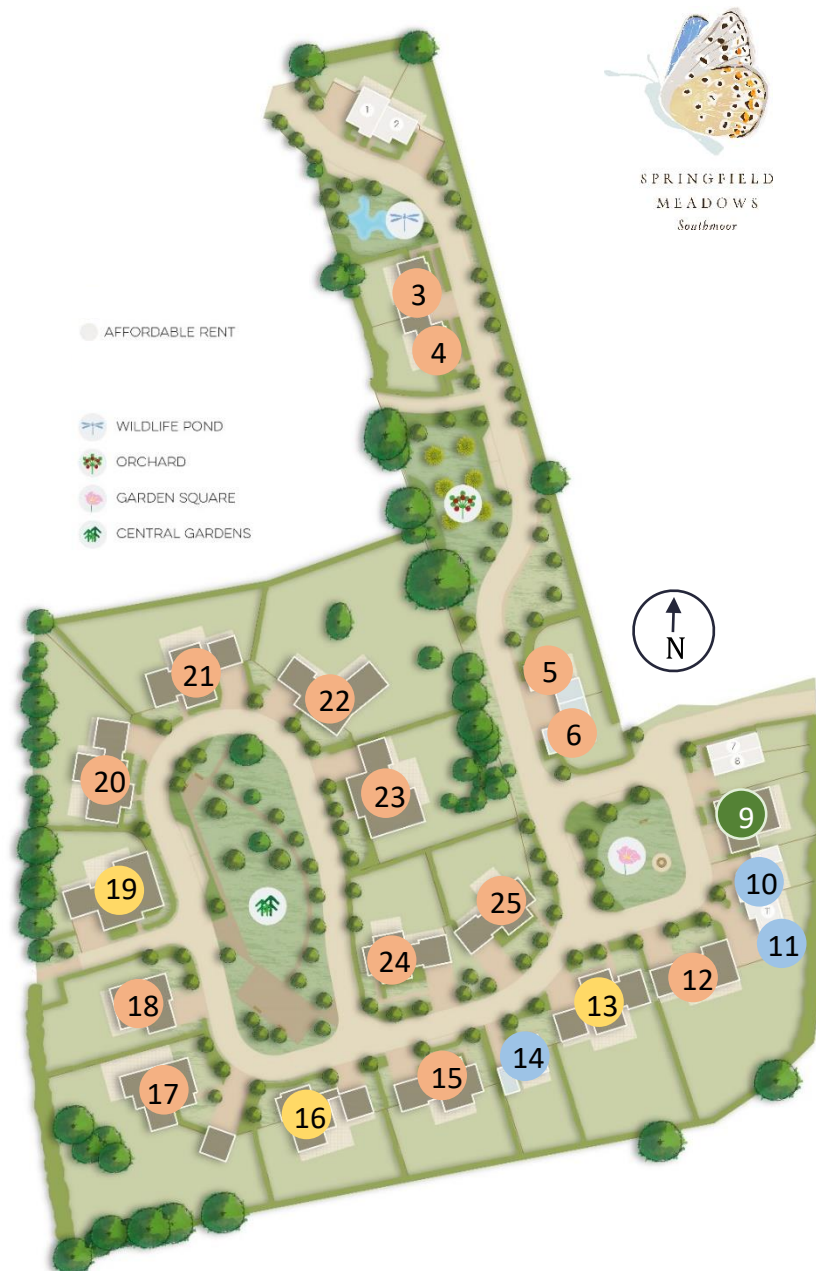 SPRINGFIELD
MEADOWS
Southmoor
1
2
3
4
AFFORDABLE RENT
WILDLIFE POND
ORCHARD
GARDEN SQUARE
CENTRAL GARDENS
N
5
6
7
8
9
10
11
12
13
14
15
16
17
18
19
20
21
22
23
24
25